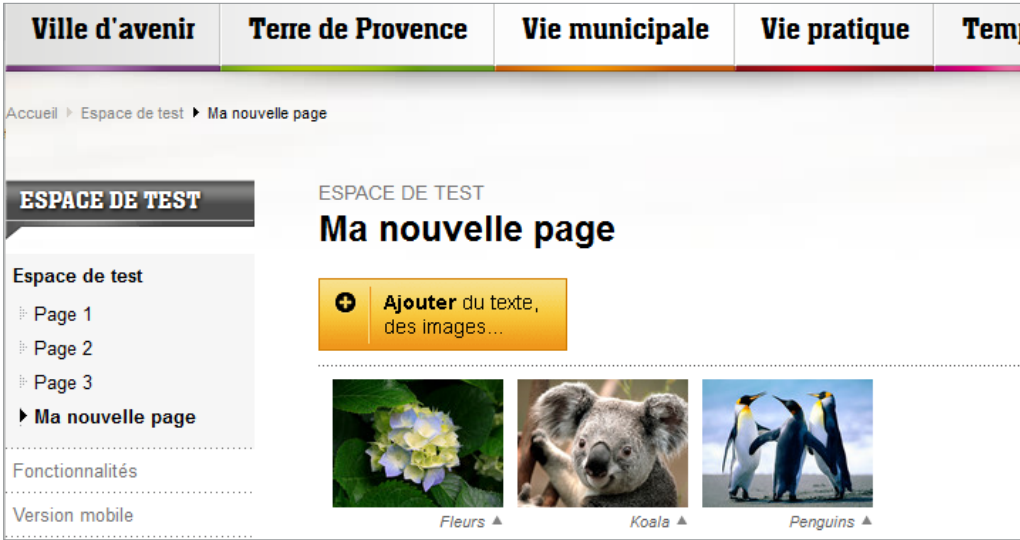 Ville d'avenir
Terre de Provence
Vie municipale
Vie pratique
Accueil Espace de test Ma nouvelle page
ESPACE DE TEST
Espace de test
Page 1
Page 2
Page 3
Ma nouvelle page
Fonctionnalités
Version mobile
ESPACE DE TEST
Ma nouvelle page
Ajouter du texte,
des images...
Fleurs
Koala
Penguins